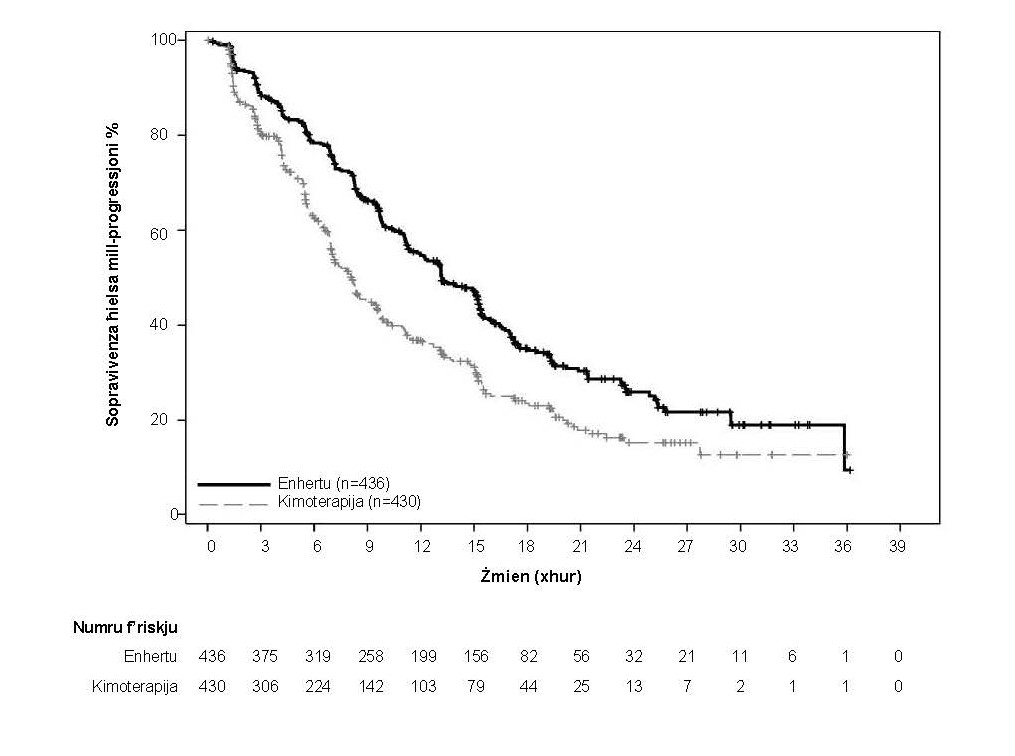 Sopravivenza ħielsa mill-progressjoni %
100
80
60
40
20
0
Enhertu (n=436)
Kimoterapija (n=430)
0 3 6 9 12 15 18 21 24 27 30 33 36 39
Żmien (xhur)
Numru f’riskju
Enhertu 436 375 319 258 199 156 82 56 32 21 11 6 1 0
Kimoterapija 430 306 224 142 103 79 44 25 13 7 2 1 1 0